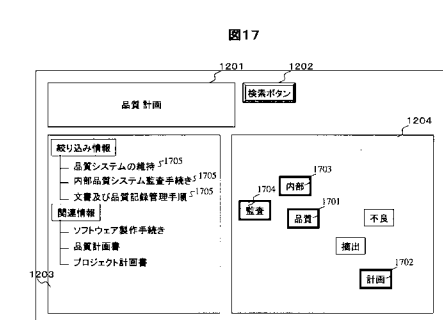 図17
1201 1202
品質 計画 検索ボタン
1204
絞り込み情報
品質システムの維持 1705
内部品質システム監査手続き 1705
文書及び品質記録管理手順 1705
関連情報
ソフトウェア製作手続き
品質計画書
プロジェクト計画書
1203
1703
内部
1704
監査
1701
品質
不良
摘出
1702
計画